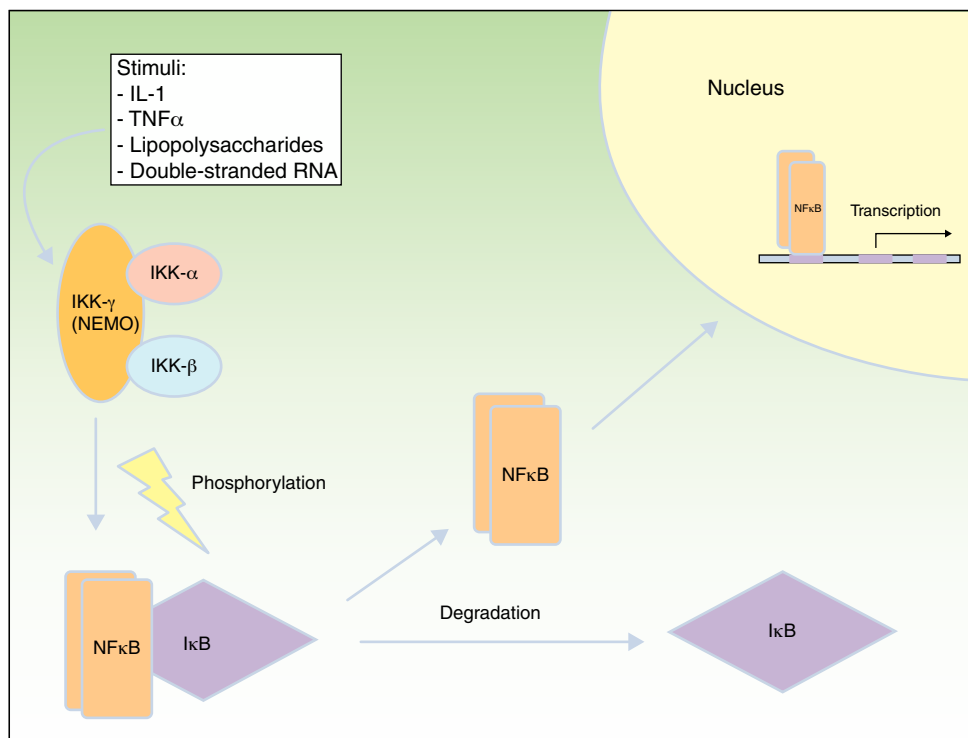 Stimuli:
- IL-1
- TNFα
- Lipopolysaccharides
- Double-stranded RNA
Nucleus
NFκB
Transcription
IKK-α
IKK-γ
(NEMO)
IKK-β
NFκB
Phosphorylation
Degradation
NFκB
IκB
IκB